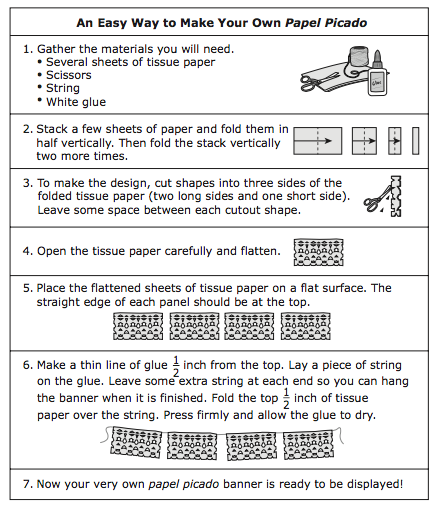 An Easy Way to Make Your Own Papel Picado
1. Gather the materials you will need.
• Several sheets of tissue paper
• Scissors
• String
• White glue
2. Stack a few sheets of paper and fold them in
half vertically. Then fold the stack vertically
two more times.
3. To make the design, cut shapes into three sides of the
folded tissue paper (two long sides and one short side).
Leave some space between each cutout shape.
4. Open the tissue paper carefully and flatten.
5. Place the flattened sheets of tissue paper on a flat surface. The
straight edge of each panel should be at the top.
6. Make a thin line of glue 1/2 inch from the top. Lay a piece of string
on the glue. Leave some extra string at each end so you can hang
the banner when it is finished. Fold the top 1/2 inch of tissue
paper over the string. Press firmly and allow the glue to dry.
7. Now your very own papel picado banner is ready to be displayed!